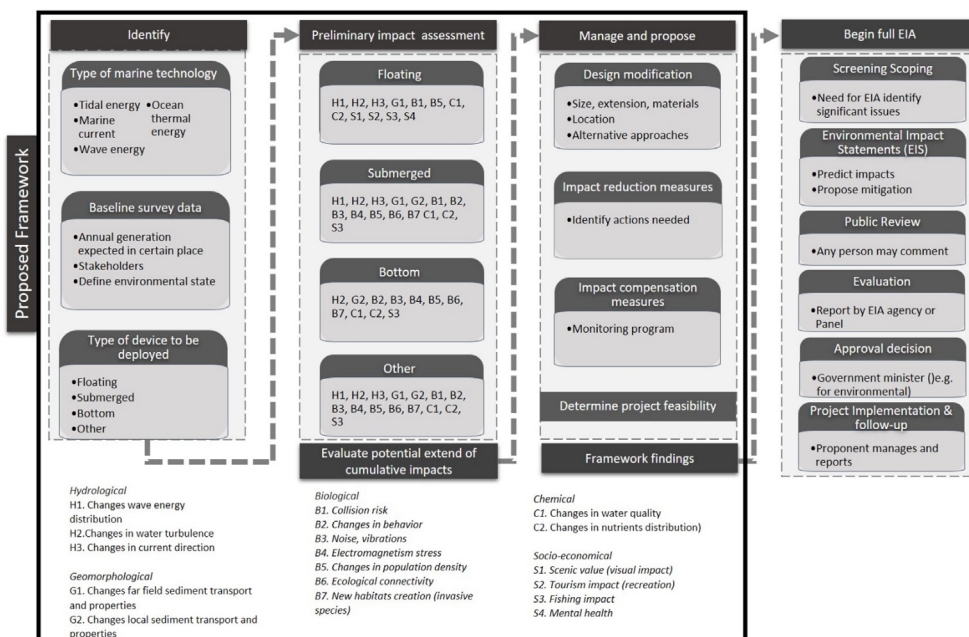 Proposed Framework
Identify
Type of marine technology
•Tidal energy
•Marine
current
•Wave energy
•Ocean
thermal
energy
Baseline survey data
•Annual generation
expected in certain place
•Stakeholders
•Define environmental state
Type of device to be
deployed
•Floating
•Submerged
•Bottom
•Other
Preliminary impact assessment
Floating
H1, H2, H3, G1, B1, B5, C1,
C2, S1, S2, S3, S4
Submerged
H1, H2, H3, G1, G2, B1, B2,
B3, B4, B5, B6, B7 C1, C2,
S3
Bottom
H2, G2, B2, B3, B4, B5, B6,
B7, C1, C2, S3
Other
H1, H2, H3, G1, G2, B1, B2,
B3, B4, B5, B6, B7, C1, C2,
S3
Evaluate potential extend of
cumulative impacts
Manage and propose
Design modification
•Size, extension, materials
•Location
•Alternative approaches
Impact reduction measures
•Identify actions needed
Impact compensation
measures
•Monitoring program
Determine project feasibility
Framework findings
Begin full EIA
Screening Scoping
•Need for EIA identify
significant issues
Environmental Impact
Statements (EIS)
•Predict impacts
•Propose mitigation
Public Review
•Any person may comment
Evaluation
•Report by EIA agency or
Panel
Approval decision
•Government minister ()e.g.
for environmental)
Project Implementation &
follow-up
•Proponent manages and
reports
Hydrological
H1. Changes wave energy
distribution
H2.Changes in water turbulence
H3. Changes in current direction
Geomorphological
G1. Changes far field sediment transport
and properties
G2. Changes local sediment transport and
properties
Biological
B1. Collision risk
B2. Changes in behavior
B3. Noise, vibrations
B4. Electromagnetism stress
B5. Changes in population density
B6. Ecological connectivity
B7. New habitats creation (invasive
species)
Chemical
C1. Changes in water quality
C2. Changes in nutrients distribution)
Socio-economical
S1. Scenic value (visual impact)
S2. Tourism impact (recreation)
S3. Fishing impact
S4. Mental health